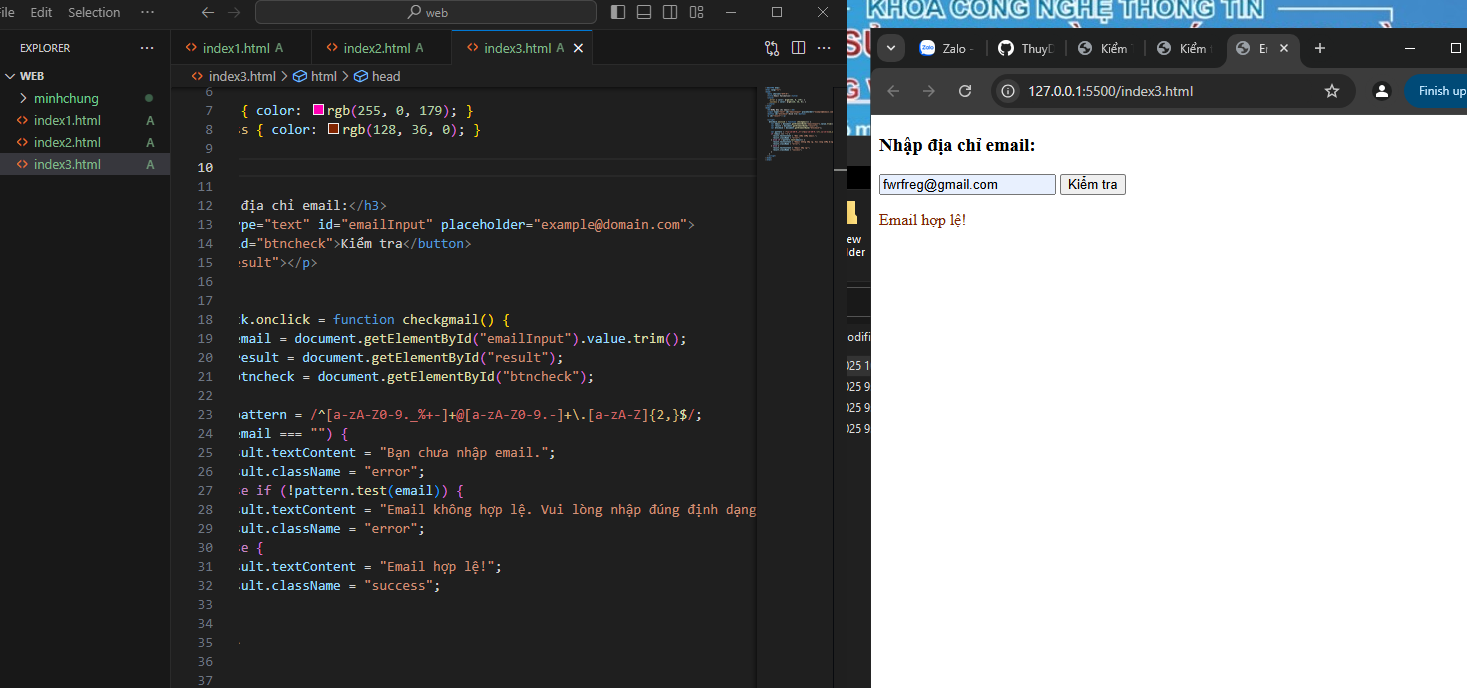 File Edit Selection ··· web
EXPLORER ···
WEB
minhchung
index1.html A
index2.html A
index3.html A
index1.html A index2.html A index3.html A
index3.html > html > head
6
7 { color: rgb(255, 0, 179); }
8 s { color: rgb(128, 36, 0); }
9
10
11
12 địa chỉ email:</h3>
13 ype="text" id="emailInput" placeholder="example@domain.com">
14 id="btncheck">Kiểm tra</button>
15 sult"></p>
16
17
18 k.onclick = function checkgmail() {
19 email = document.getElementById("emailInput").value.trim();
20 result = document.getElementById("result");
21 btncheck = document.getElementById("btncheck");
22
23 pattern = /^[a-zA-Z0-9._%+-]+@[a-zA-Z0-9.-]+\.[a-zA-Z]{2,}$/;
24 email === "") {
25 ult.textContent = "Bạn chưa nhập email.";
26 ult.className = "error";
27 e if (!pattern.test(email)) {
28 ult.textContent = "Email không hợp lệ. Vui lòng nhập đúng định dạng
29 ult.className = "error";
30 e {
31 ult.textContent = "Email hợp lệ!";
32 ult.className = "success";
33
34
35
36
37
KHOA CÔNG NGHỆ THÔNG TIN
ew
lder
odifi
025 1
025 9
025 9
025 9
Zalo - ThuyD Kiểm Kiểm
127.0.0.1:5500/index3.html
Finish up
Nhập địa chỉ email:
fwrfreg@gmail.com Kiểm tra
Email hợp lệ!